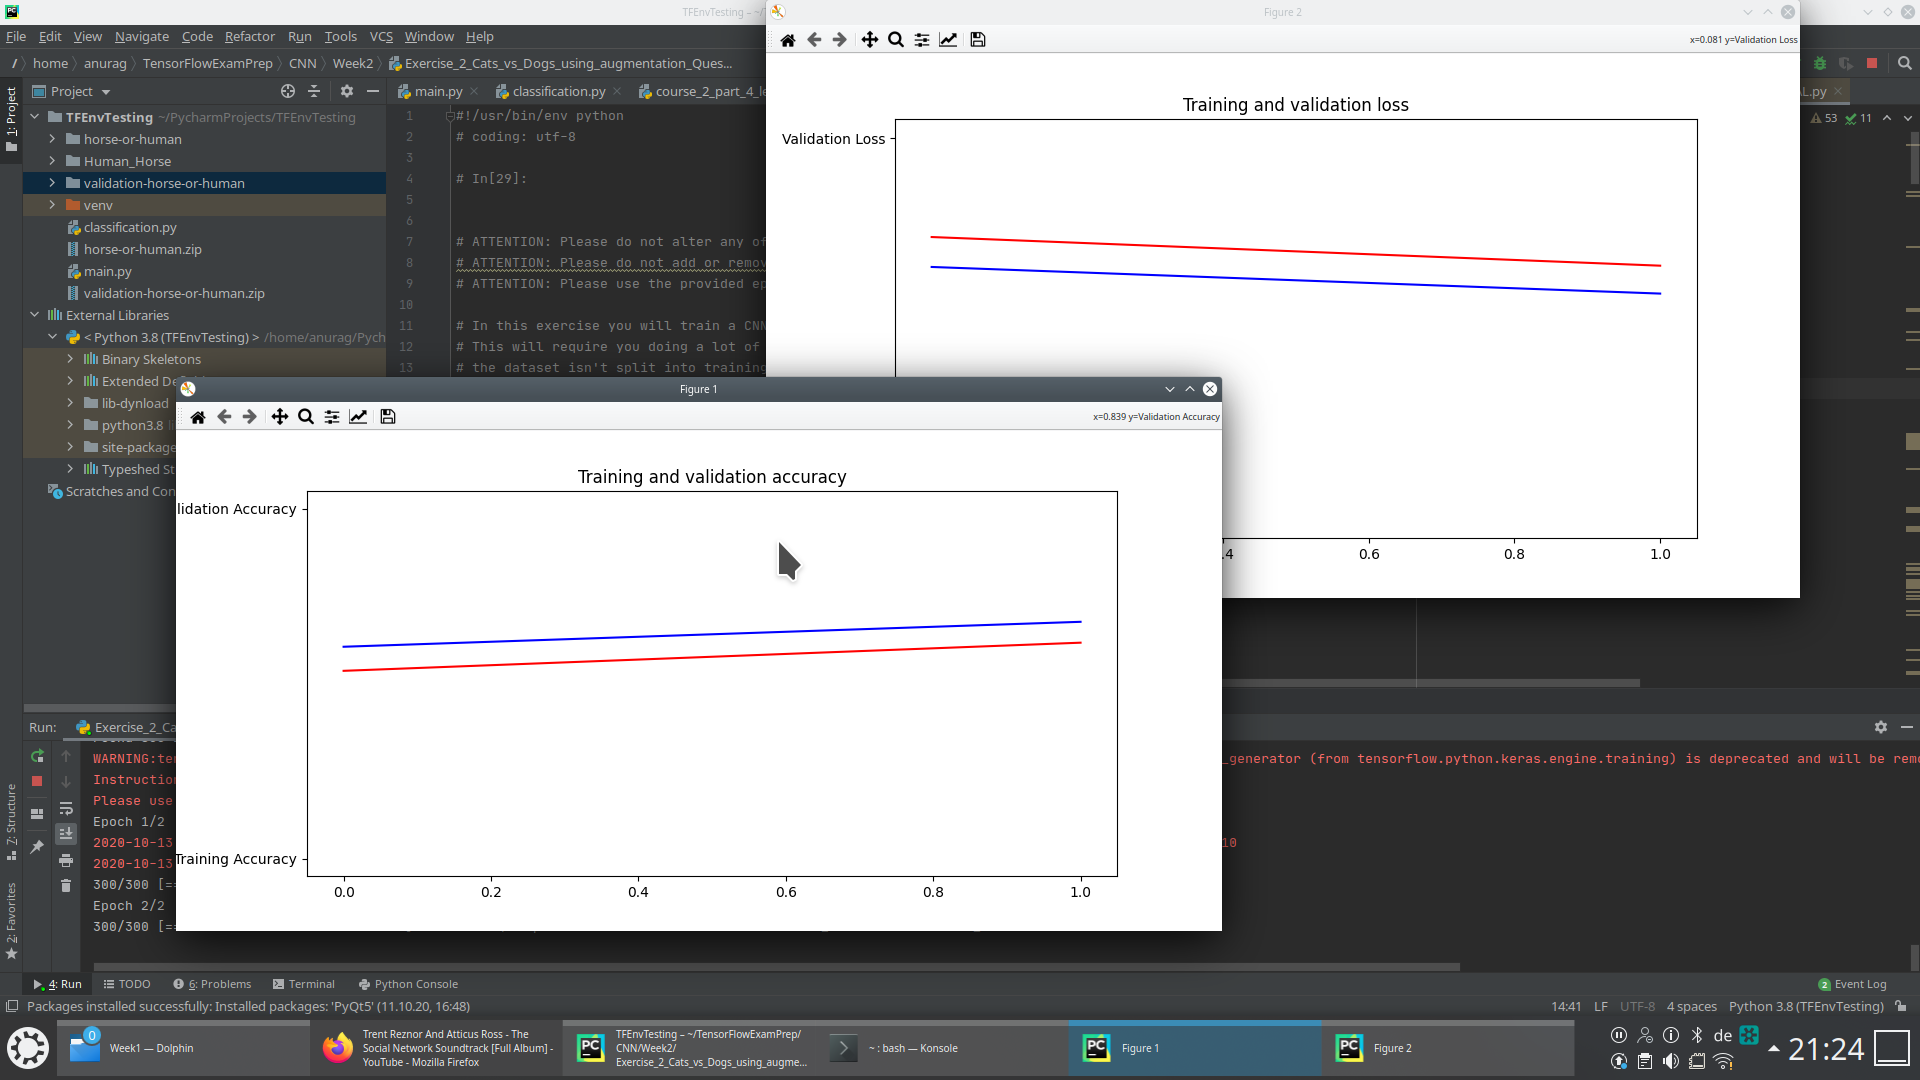 TFEnvTesting – ~/
Figure 2
File Edit View Navigate Code Refactor Run Tools VCS Window Help
x=0.081 y=Validation Loss
/ home anurag TensorFlowExamPrep CNN Week2 Exercise_2_Cats_vs_Dogs_using_augmentation_Ques...
1: Project
Project
main.py classification.py course_2_part_4_le
L.py
53 11
TFEnvTesting ~/PycharmProjects/TFEnvTesting
horse-or-human
Human_Horse
validation-horse-or-human
venv
classification.py
horse-or-human.zip
main.py
validation-horse-or-human.zip
External Libraries
< Python 3.8 (TFEnvTesting) > /home/anurag/Pych
Binary Skeletons
Extended De
lib-dynload
python3.8
site-package
Typeshed St
Scratches and Con
1 #!/usr/bin/env python
2 # coding: utf-8
3
4 # In[29]:
5
6
7 # ATTENTION: Please do not alter any of
8 # ATTENTION: Please do not add or remov
9 # ATTENTION: Please use the provided ep
10
11 # In this exercise you will train a CNN
12 # This will require you doing a lot of
13 # the dataset isn't split into training
Training and validation loss
Validation Loss
.4 0.6 0.8 1.0
Figure 1
x=0.839 y=Validation Accuracy
Training and validation accuracy
lidation Accuracy
Training Accuracy
0.0 0.2 0.4 0.6 0.8 1.0
Run: Exercise_2_Ca
WARNING:te
_generator (from tensorflow.python.keras.engine.training) is deprecated and will be remo
Instruction
Please use
Epoch 1/2
2020-10-13
10
2020-10-13
300/300 [==
Epoch 2/2
300/300 [==
7: Structure
2: Favorites
4: Run TODO 6: Problems Terminal Python Console
2 Event Log
Packages installed successfully: Installed packages: 'PyQt5' (11.10.20, 16:48)
14:41 LF UTF-8 4 spaces Python 3.8 (TFEnvTesting)
0
Week1 — Dolphin
Trent Reznor And Atticus Ross - The
Social Network Soundtrack [Full Album] -
YouTube - Mozilla Firefox
PC
TFEnvTesting – ~/TensorFlowExamPrep/
CNN/Week2/
Exercise_2_Cats_vs_Dogs_using_augme...
~ : bash — Konsole
PC
Figure 1
PC
Figure 2
de
21:24